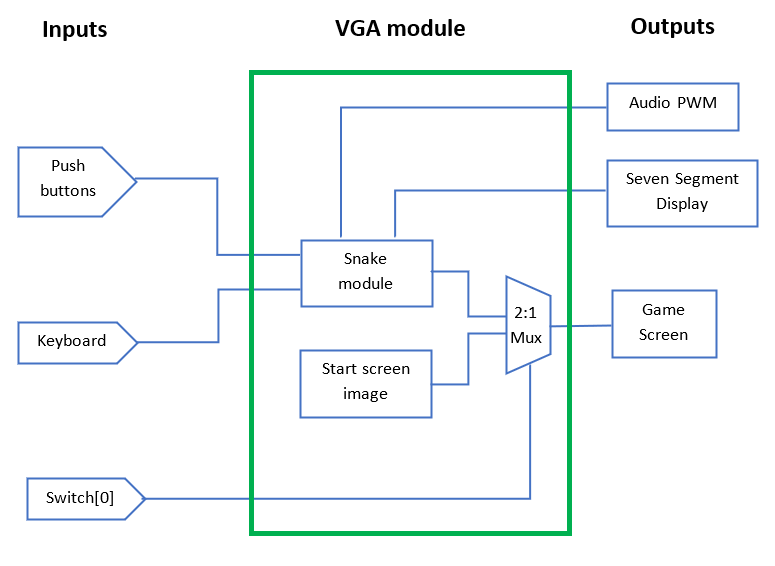 Inputs
VGA module
Outputs
Audio PWM
Push
buttons
Seven Segment
Display
Snake
module
Game
Screen
2:1
Mux
Keyboard
Start screen
image
Switch[0]